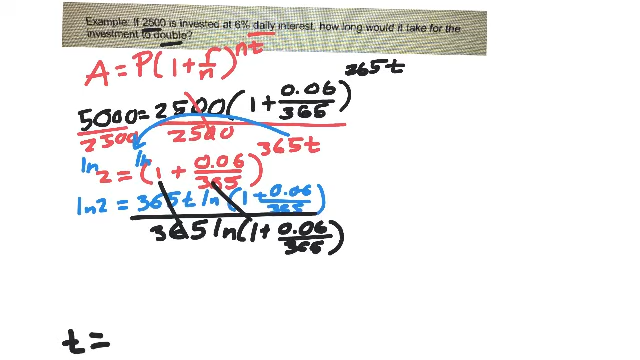 Example: If 2500 is invested at 6% daily interest, how long would it take for the
investment to double?
A = P(1 + r/n)^nt
5000 = 2500(1 + 0.06/365)^365t
2500 2500
ln 2 = ln (1 + 0.06/365)^365t
ln2 = 365t ln(1 + 0.06/365)
365 ln(1 + 0.06/365)
t =